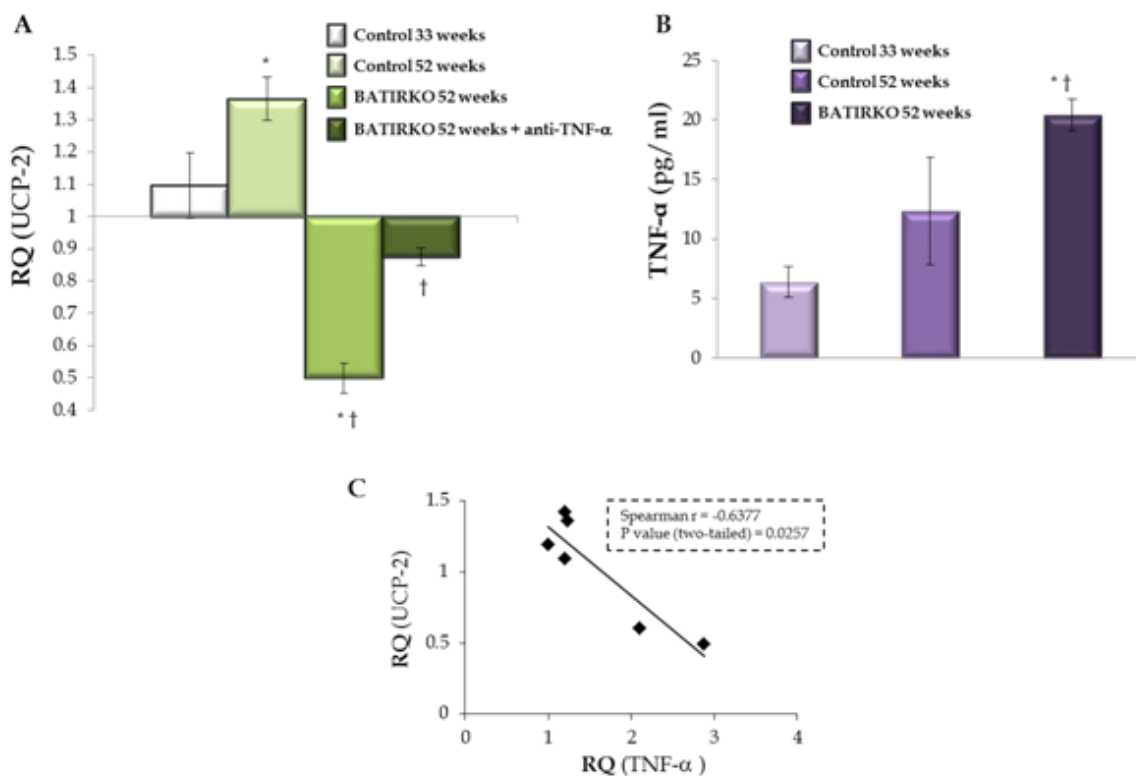 A
Control 33 weeks
Control 52 weeks
BATIRKO 52 weeks
BATIRKO 52 weeks + anti-TNF-α
RQ (UCP-2)
1.5
1.4
1.3
1.2
1.1
1
0.9
0.8
0.7
0.6
0.5
0.4
*
* †
†
B
Control 33 weeks
Control 52 weeks
BATIRKO 52 weeks
TNF-α (pg/ml)
25
20
15
10
5
0
* †
C
Spearman r = -0.6377
P value (two-tailed) = 0.0257
RQ (UCP-2)
1.5
1
0.5
0
0 1 2 3 4
RQ (TNF-α )